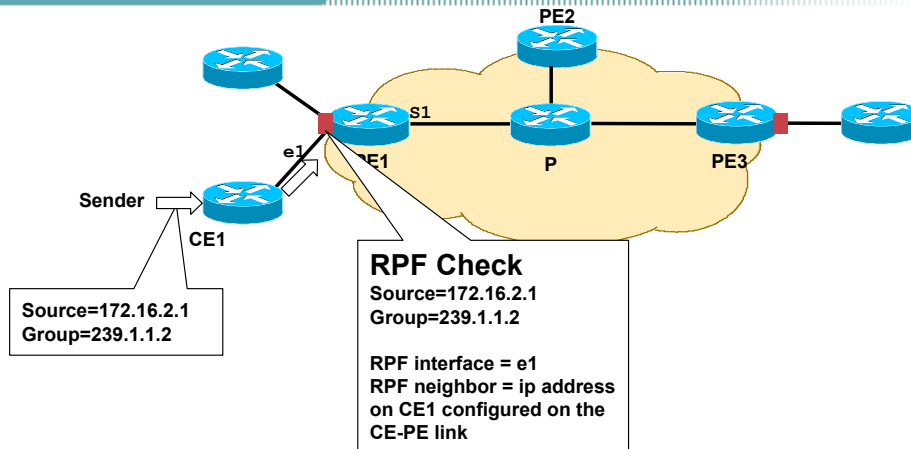 PE2
S1
e1
PE1
P
PE3
Sender
CE1
Source=172.16.2.1
Group=239.1.1.2
RPF Check
Source=172.16.2.1
Group=239.1.1.2
RPF interface = e1
RPF neighbor = ip address
on CE1 configured on the
CE-PE link